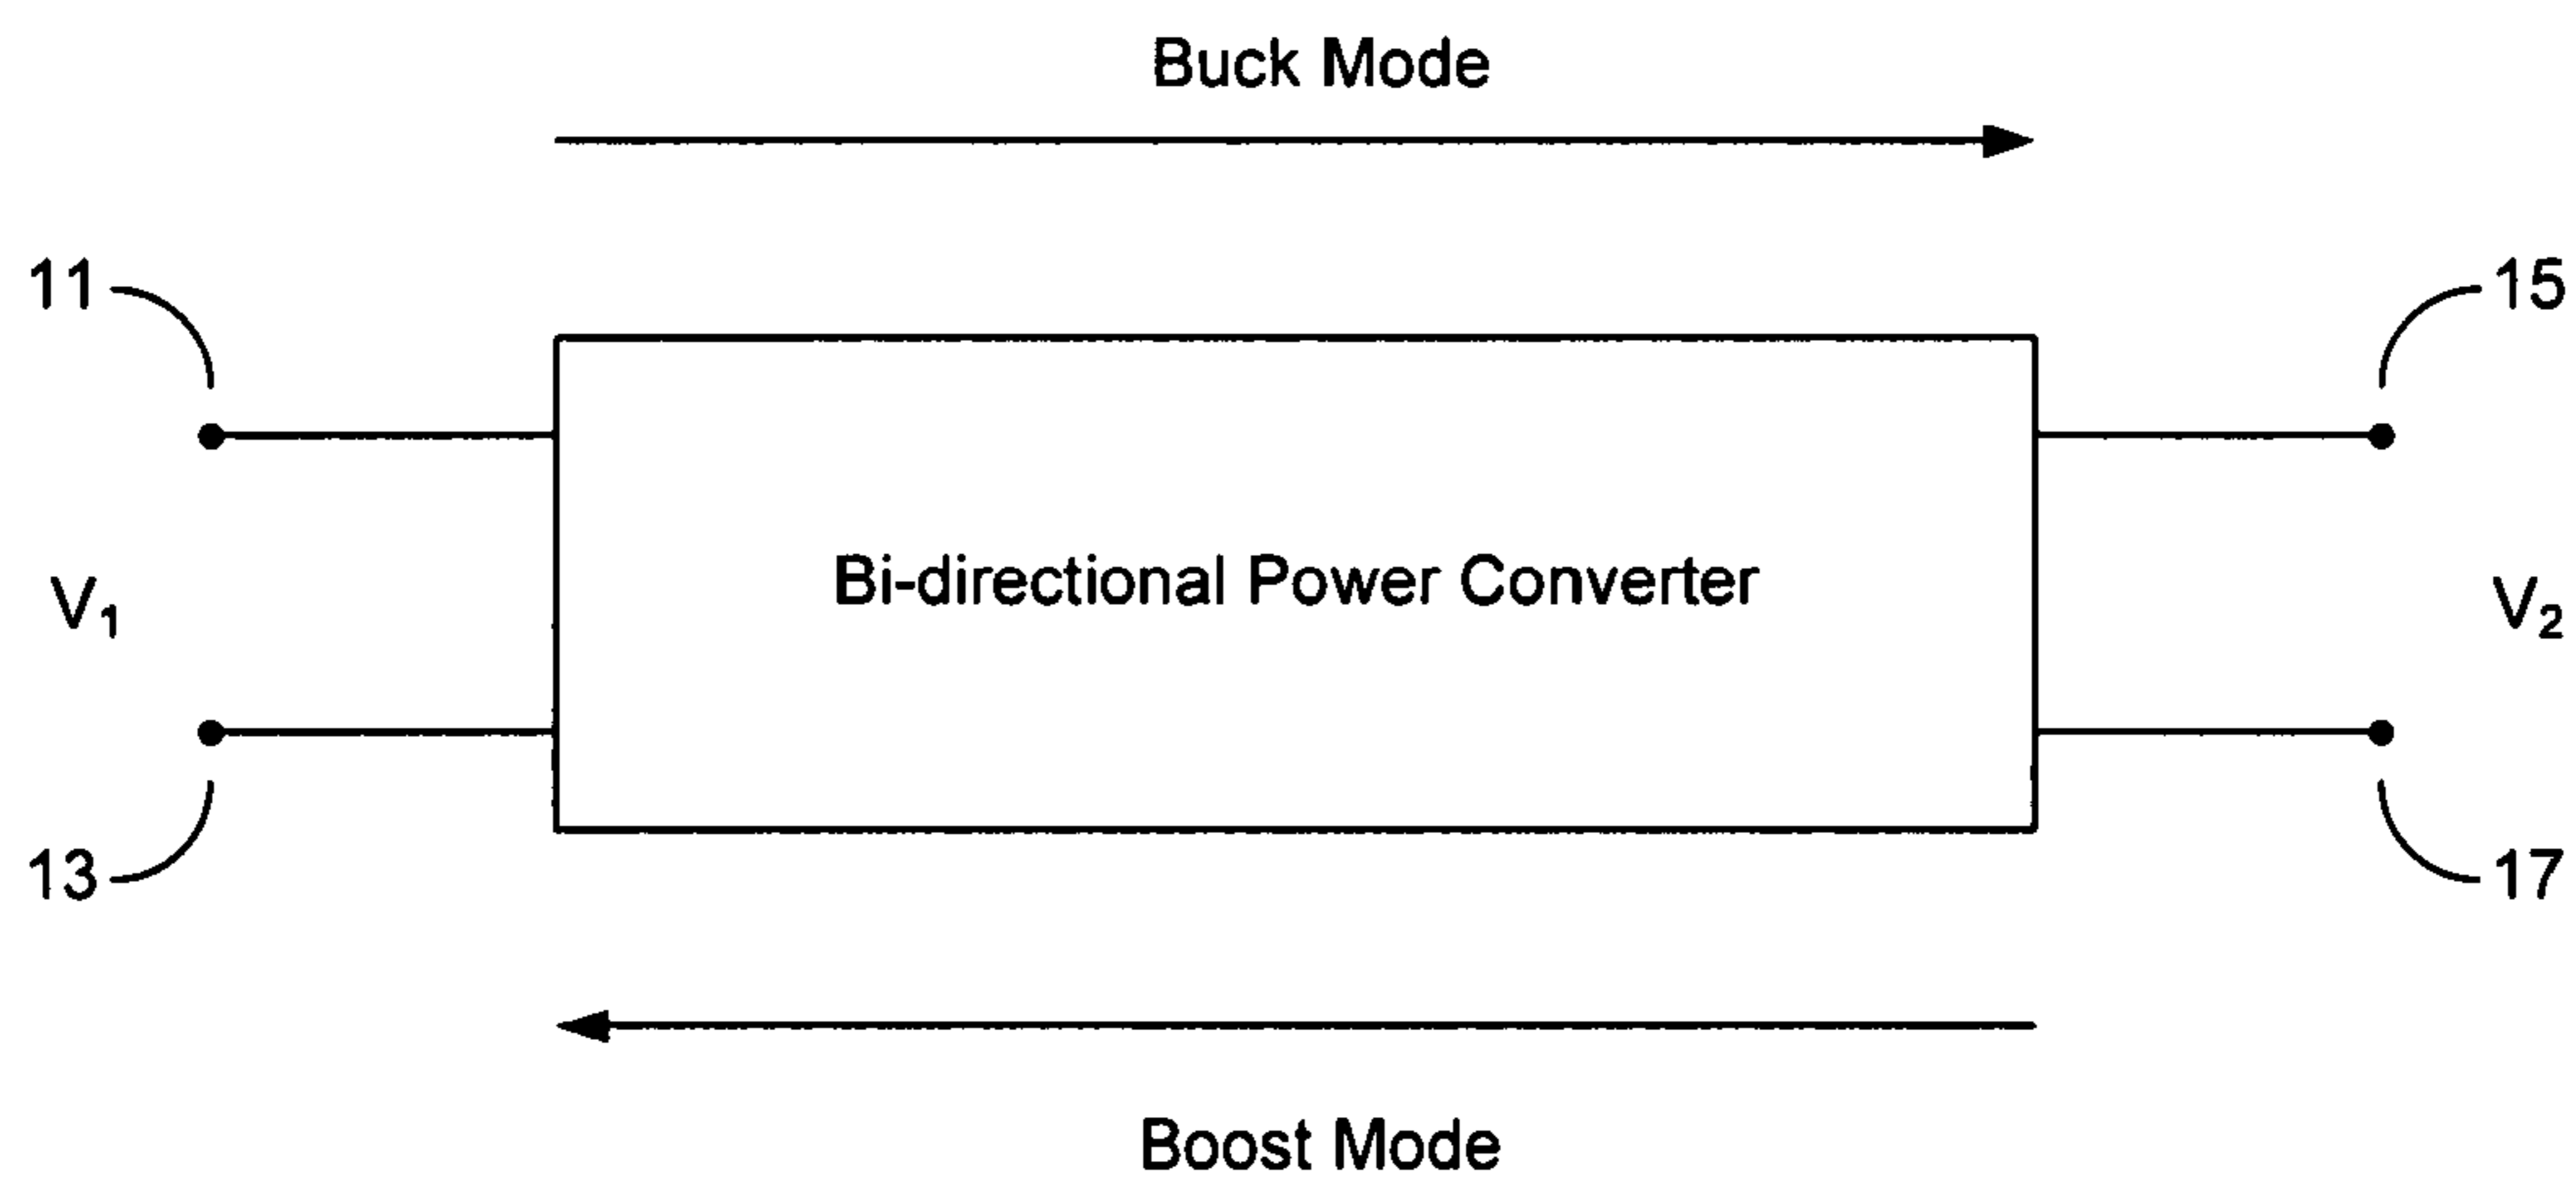 Buck Mode
11
15
Bi-directional Power Converter
V₁
V₂
13
17
Boost Mode